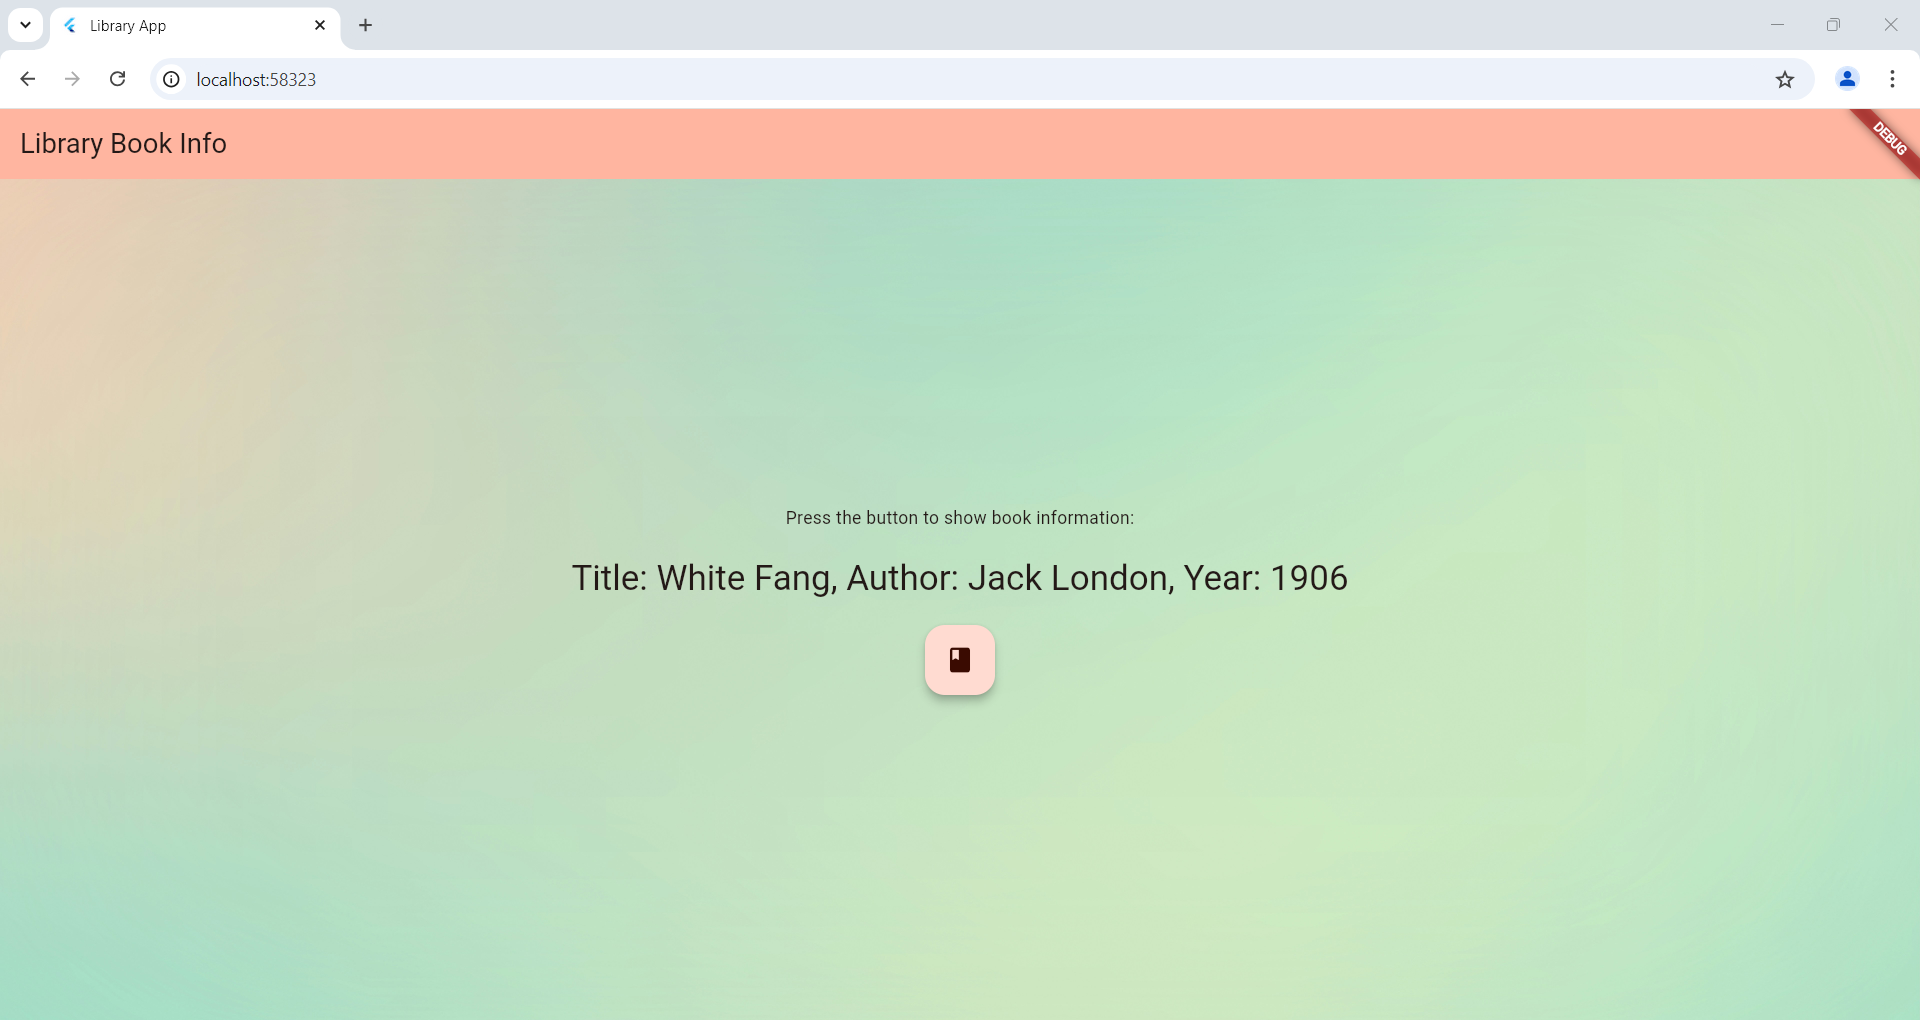 Library App
localhost:58323
Library Book Info
DEBUG
Press the button to show book information:
Title: White Fang, Author: Jack London, Year: 1906